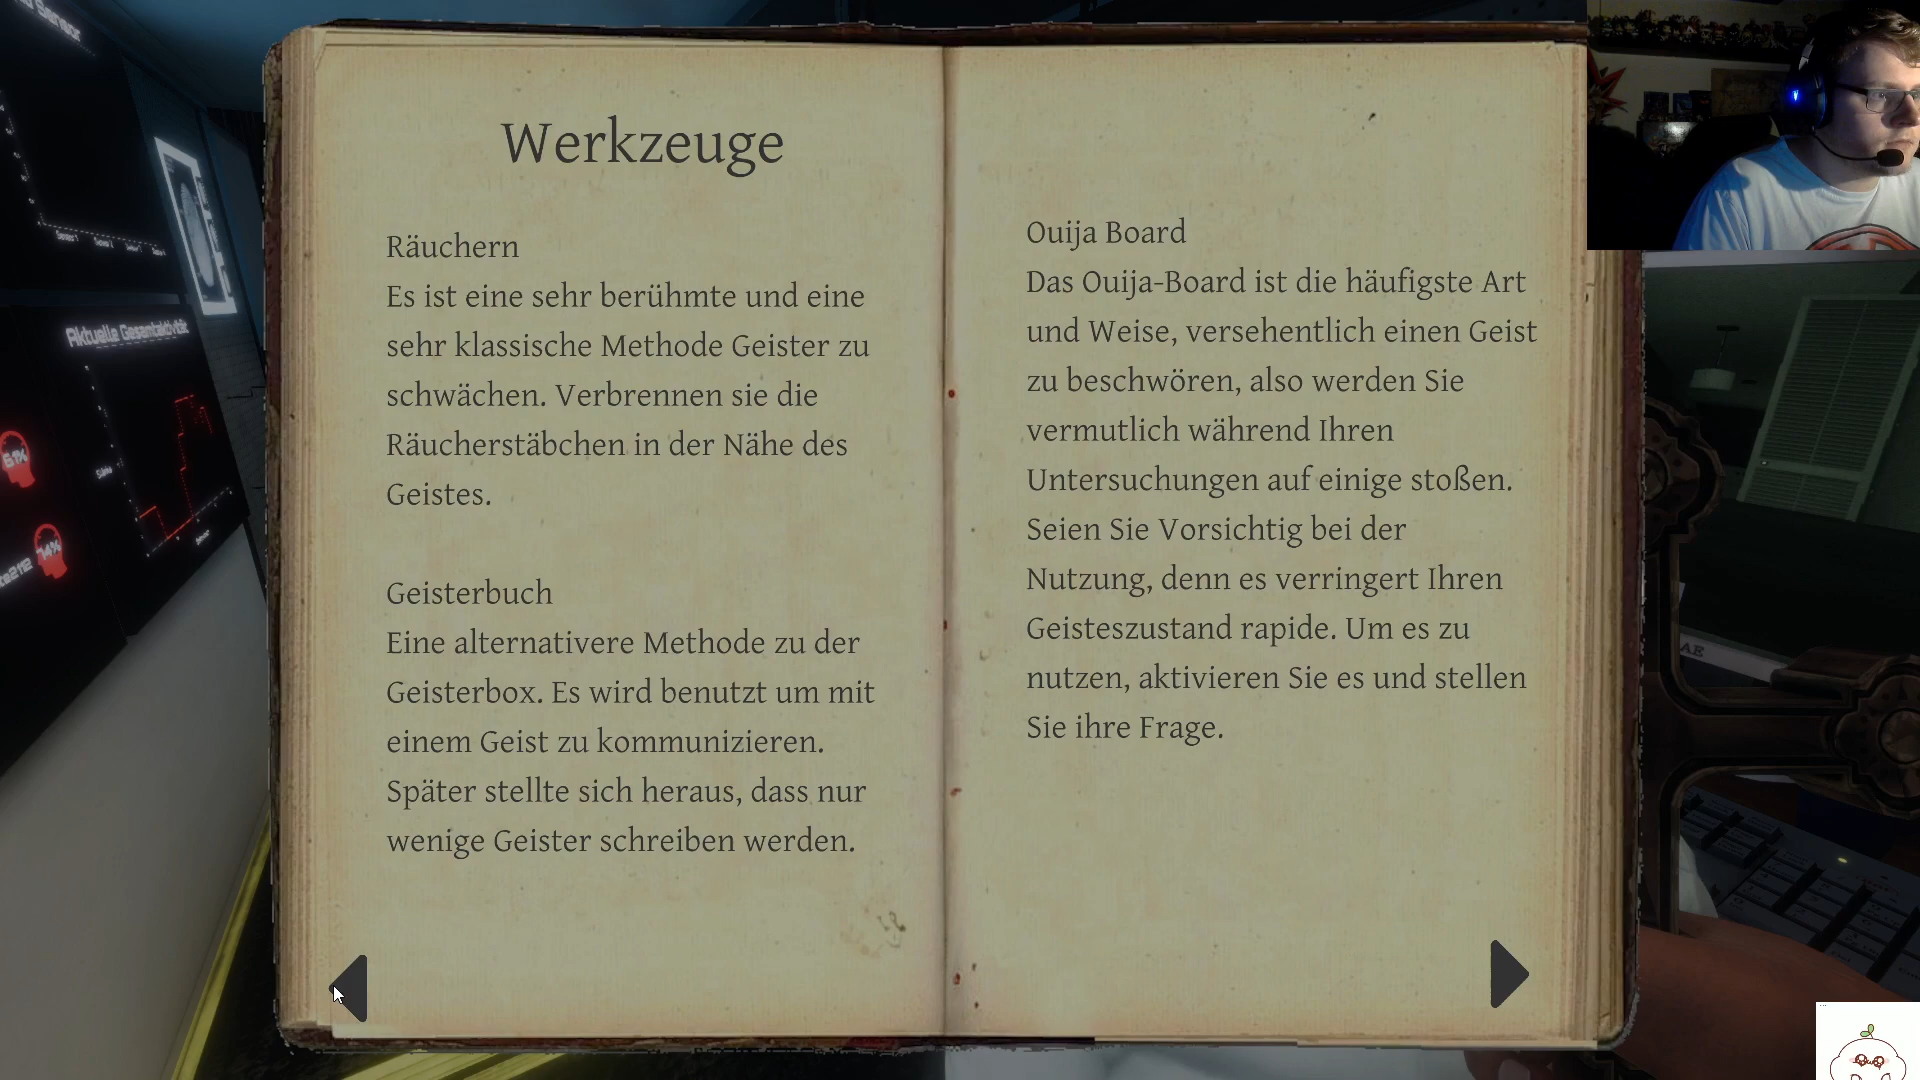 Aktuelle Gesamtaktivität
61%
14%
Werkzeuge
Räuchern
Es ist eine sehr berühmte und eine
sehr klassische Methode Geister zu
schwächen. Verbrennen sie die
Räucherstäbchen in der Nähe des
Geistes.
Geisterbuch
Eine alternativere Methode zu der
Geisterbox. Es wird benutzt um mit
einem Geist zu kommunizieren.
Später stellte sich heraus, dass nur
wenige Geister schreiben werden.
Ouija Board
Das Ouija-Board ist die häufigste Art
und Weise, versehentlich einen Geist
zu beschwören, also werden Sie
vermutlich während Ihren
Untersuchungen auf einige stoßen.
Seien Sie Vorsichtig bei der
Nutzung, denn es verringert Ihren
Geisteszustand rapide. Um es zu
nutzen, aktivieren Sie es und stellen
Sie ihre Frage.